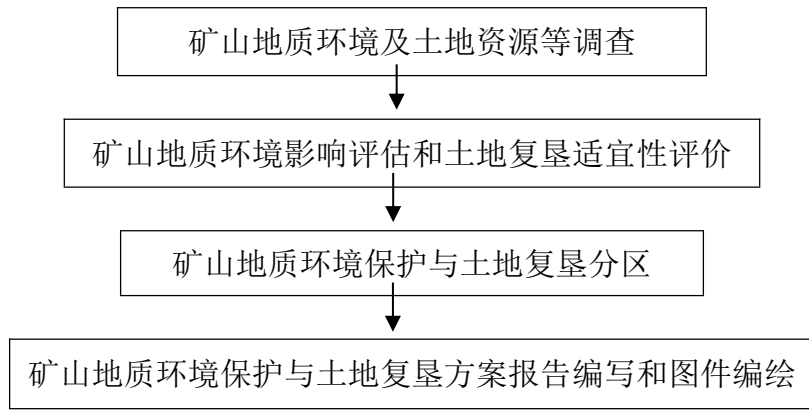 矿山地质环境及土地资源等调查
矿山地质环境影响评估和土地复垦适宜性评价
矿山地质环境保护与土地复垦分区
矿山地质环境保护与土地复垦方案报告编写和图件编绘